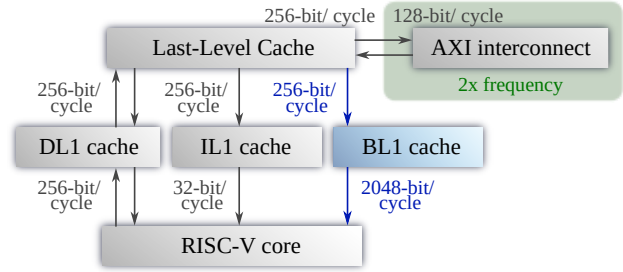 256-bit/ cycle
128-bit/ cycle
Last-Level Cache
AXI interconnect
2x frequency
256-bit/
cycle
256-bit/
cycle
256-bit/
cycle
DL1 cache
IL1 cache
BL1 cache
256-bit/
cycle
32-bit/
cycle
2048-bit/
cycle
RISC-V core